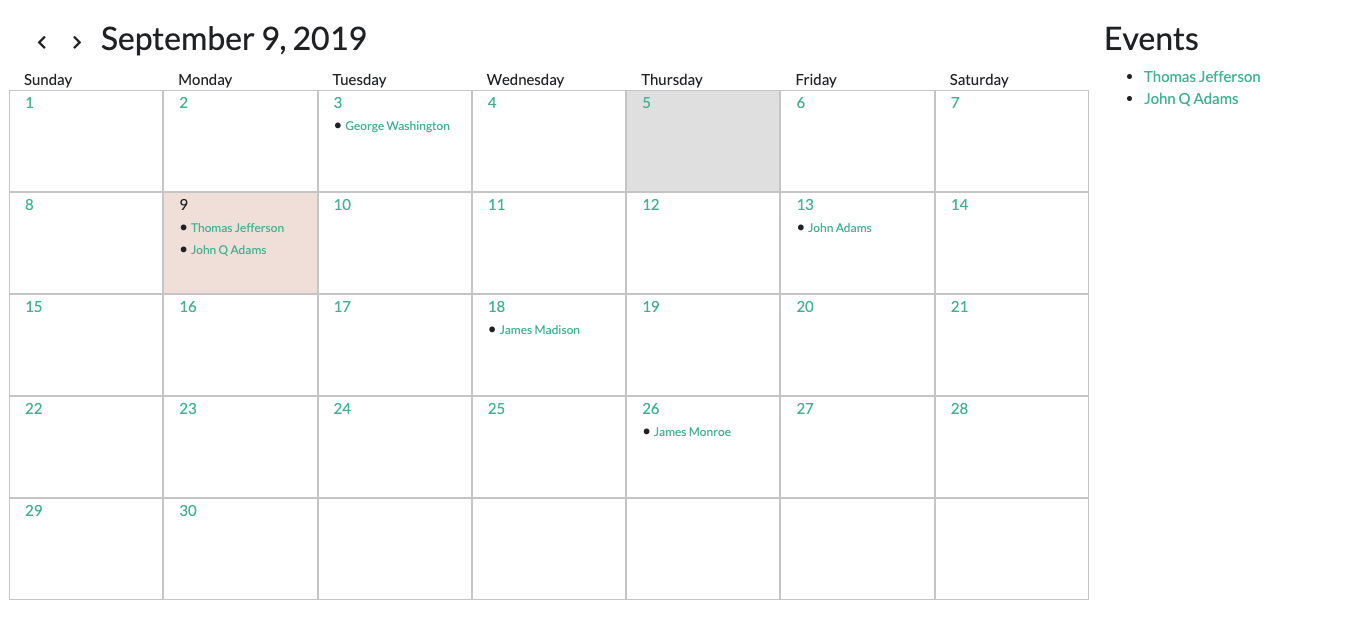 September 9, 2019
Sunday Monday Tuesday Wednesday Thursday Friday Saturday
1 2 3 4 5 6 7
George Washington
8 9 10 11 12 13 14
Thomas Jefferson John Adams
John Q Adams
15 16 17 18 19 20 21
James Madison
22 23 24 25 26 27 28
James Monroe
29 30
Events
Thomas Jefferson
John Q Adams